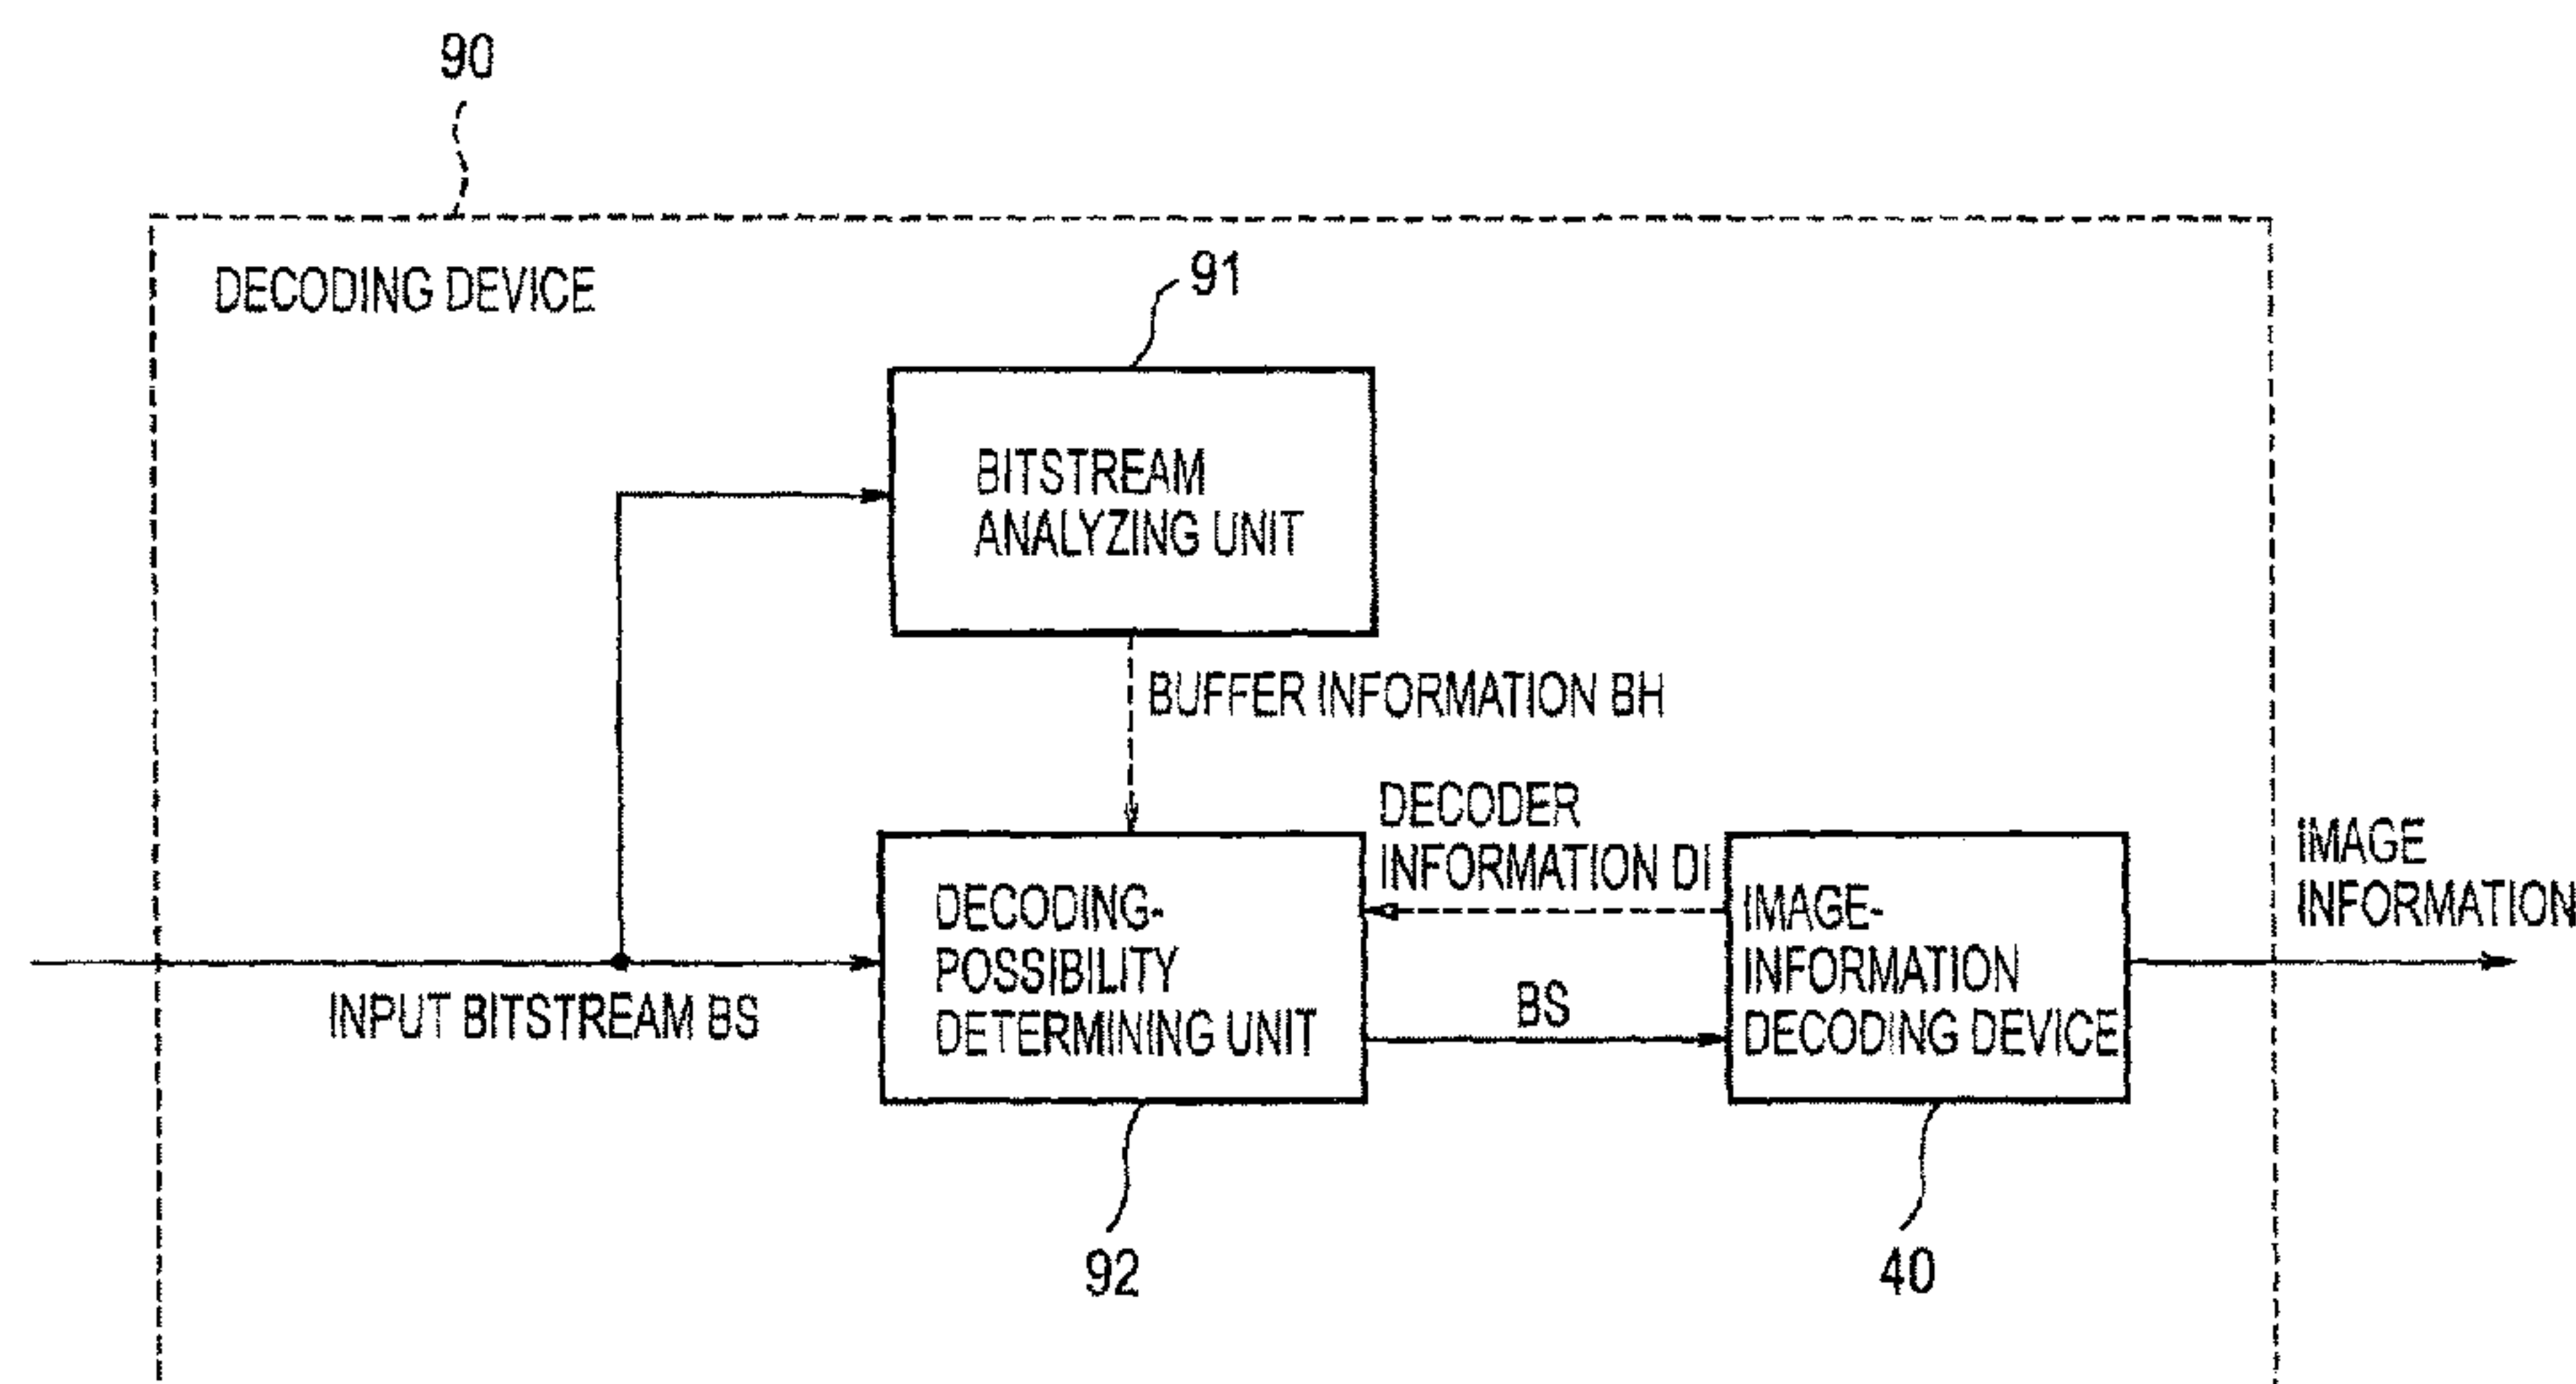 90
DECODING DEVICE
91
BITSTREAM
ANALYZING UNIT
BUFFER INFORMATION BH
DECODER
INFORMATION DI
IMAGE
INFORMATION
DECODING-
POSSIBILITY
DETERMINING UNIT
IMAGE-
INFORMATION
DECODING DEVICE
INPUT BITSTREAM BS
BS
92
40